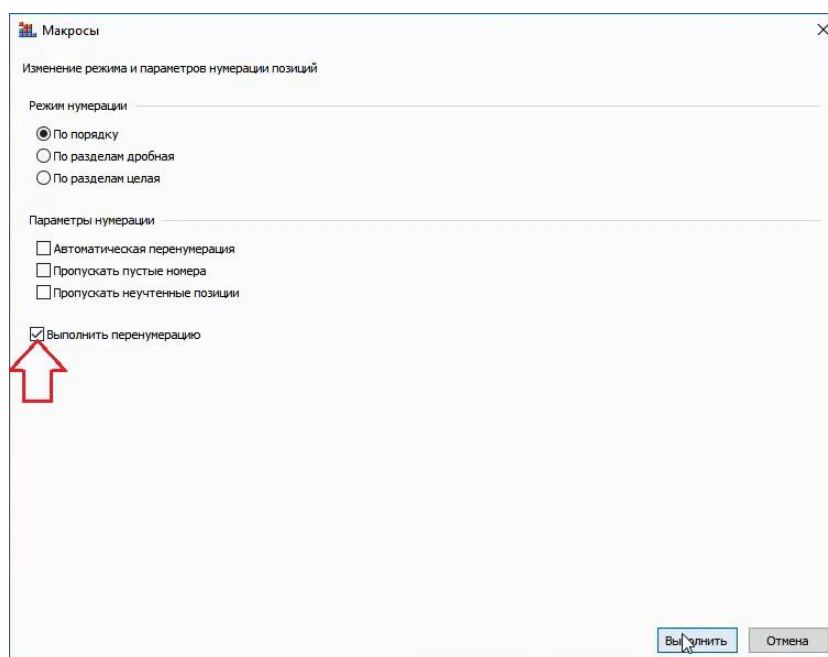 Макросы
Изменение режима и параметров нумерации позиций
Режим нумерации
По порядку
По разделам дробная
По разделам целая
Параметры нумерации
Автоматическая перенумерация
Пропускать пустые номера
Пропускать неучтенные позиции
Выполнить перенумерацию
Выполнить Отмена